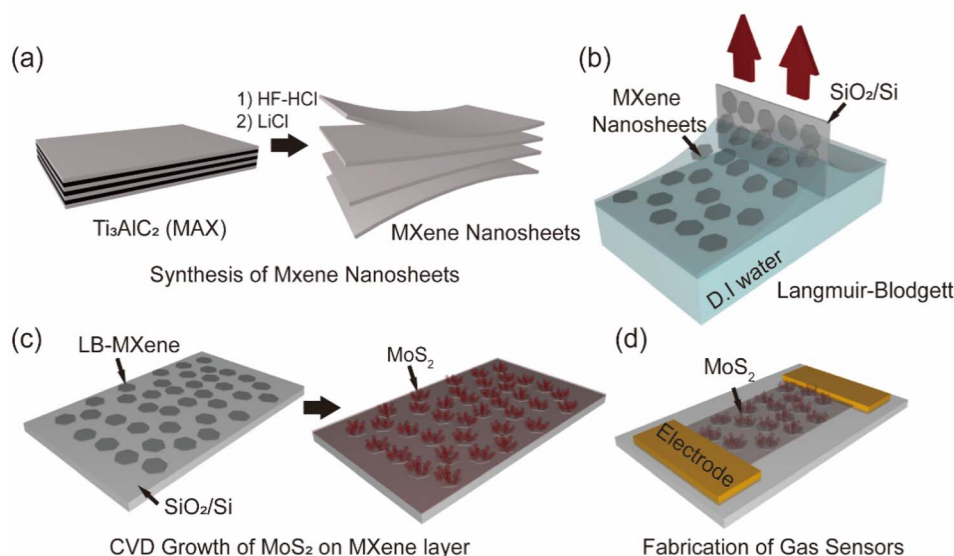 (a)
1) HF-HCl
2) LiCl
Ti₃AlC₂ (MAX)
MXene Nanosheets
Synthesis of Mxene Nanosheets
(b)
MXene
Nanosheets
SiO₂/Si
D.I water
Langmuir-Blodgett
(c)
LB-MXene
SiO₂/Si
MoS₂
CVD Growth of MoS₂ on MXene layer
(d)
MoS₂
Electrode
Fabrication of Gas Sensors